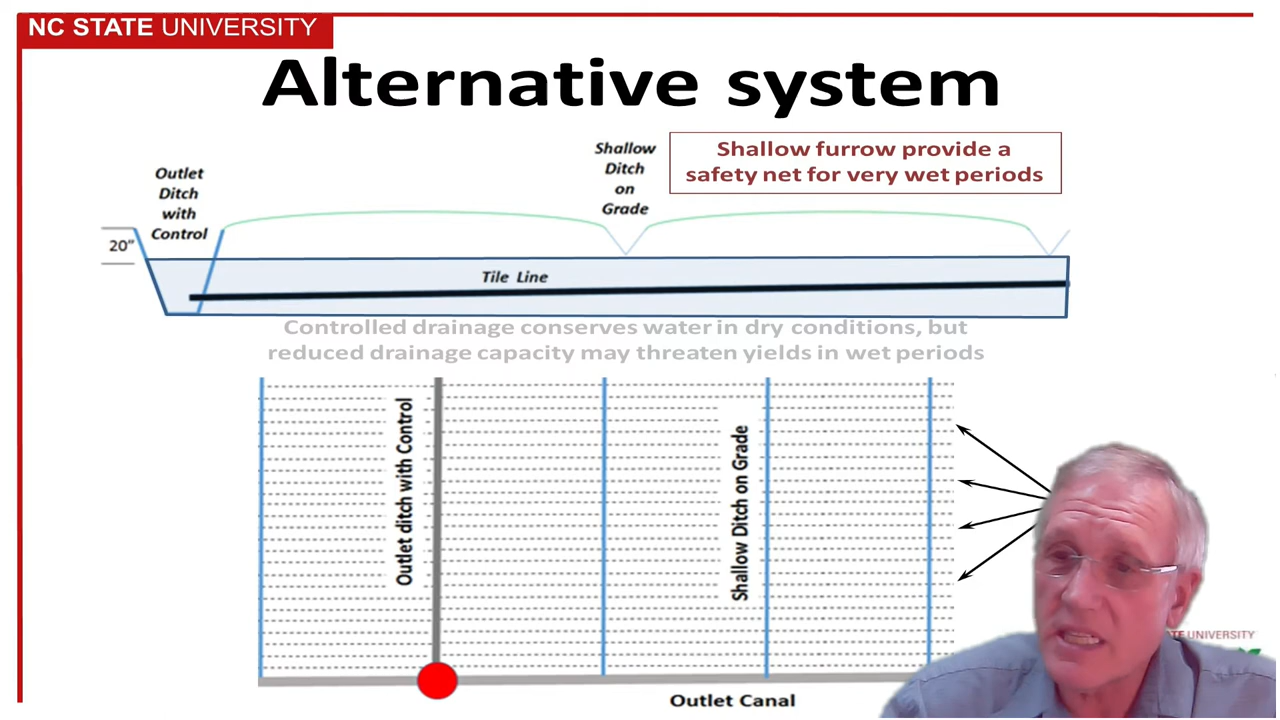 NC STATE UNIVERSITY
Alternative system
Outlet
Ditch
with
Control
20"
Shallow
Ditch
on
Grade
Shallow furrow provide a
safety net for very wet periods
Tile Line
Controlled drainage conserves water in dry conditions, but
reduced drainage capacity may threaten yields in wet periods
Outlet ditch with Control
Shallow Ditch on Grade
Outlet Canal
UNIVERSITY